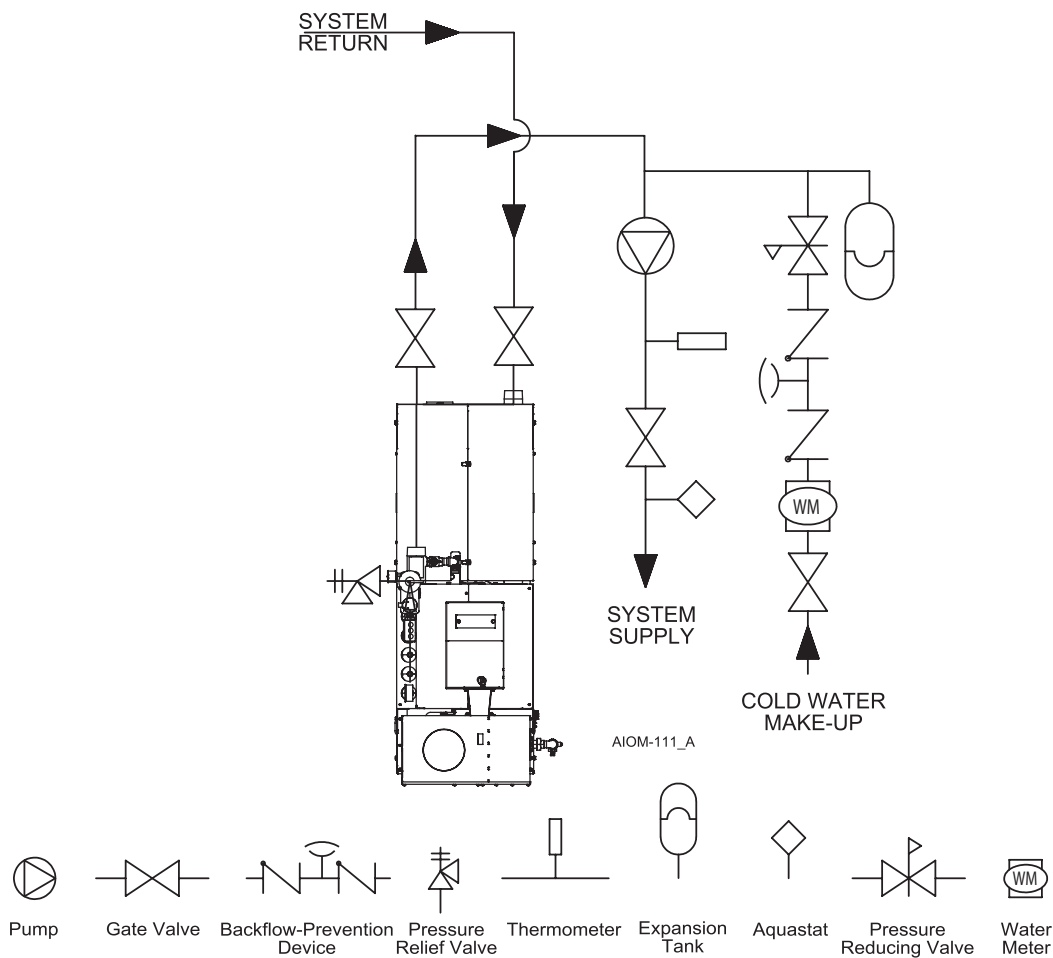 SYSTEM
RETURN
WM
SYSTEM
SUPPLY
COLD WATER
MAKE-UP
AIOM-111_A
WM
Pump
Gate Valve
Backflow-Prevention
Device
Pressure
Relief Valve
Thermometer
Expansion
Tank
Aquastat
Pressure
Reducing Valve
Water
Meter